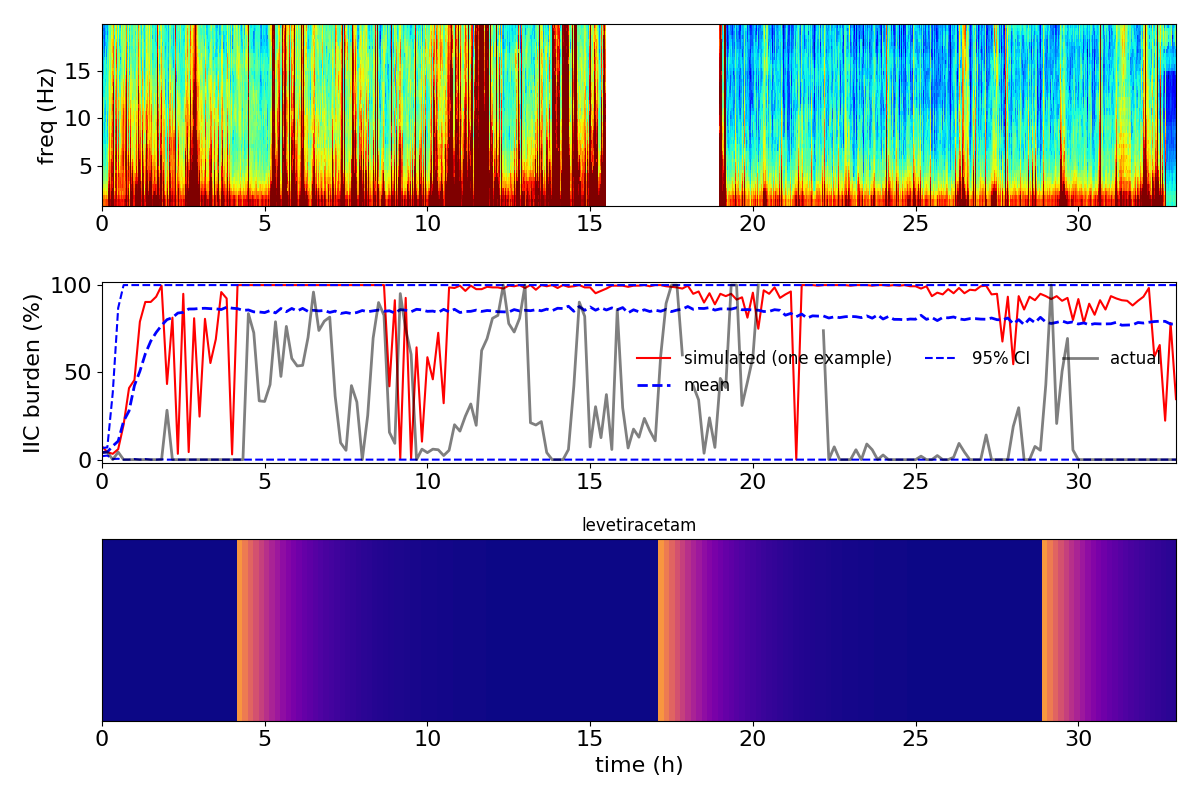 freq (Hz)
15
10
5
0 5 10 15 20 25 30
IIC burden (%)
100
50
0
simulated (one example) 95% CI actual
mean
0 5 10 15 20 25 30
levetiracetam
0 5 10 15 20 25 30
time (h)